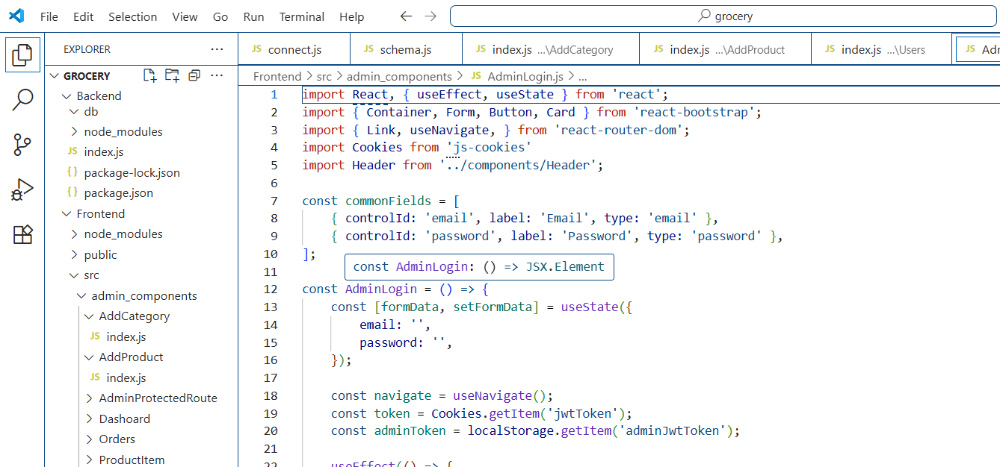 File Edit Selection View Go Run Terminal Help
grocery
EXPLORER
GROCERY
Backend
db
node_modules
JS index.js
{} package-lock.json
{} package.json
Frontend
node_modules
public
src
admin_components
AddCategory
JS index.js
AddProduct
JS index.js
AdminProtectedRoute
Dashoard
Orders
ProductItem
JS connect.js
JS schema.js
JS index.js ...\AddCategory
JS index.js ...\AddProduct
JS index.js ...\Users
JS Adm
Frontend > src > admin_components > JS AdminLogin.js > ...
1 import React, { useEffect, useState } from 'react';
2 import { Container, Form, Button, Card } from 'react-bootstrap';
3 import { Link, useNavigate, } from 'react-router-dom';
4 import Cookies from 'js-cookies'
5 import Header from '../components/Header';
6
7 const commonFields = [
8 { controlId: 'email', label: 'Email', type: 'email' },
9 { controlId: 'password', label: 'Password', type: 'password' },
10 ];
const AdminLogin: () => JSX.Element
11
12 const AdminLogin = () => {
13 const [formData, setFormData] = useState({
14 email: '',
15 password: '',
16 });
17
18 const navigate = useNavigate();
19 const token = Cookies.getItem('jwtToken');
20 const adminToken = localStorage.getItem('adminJwtToken');
21
22 useEffect(() => {